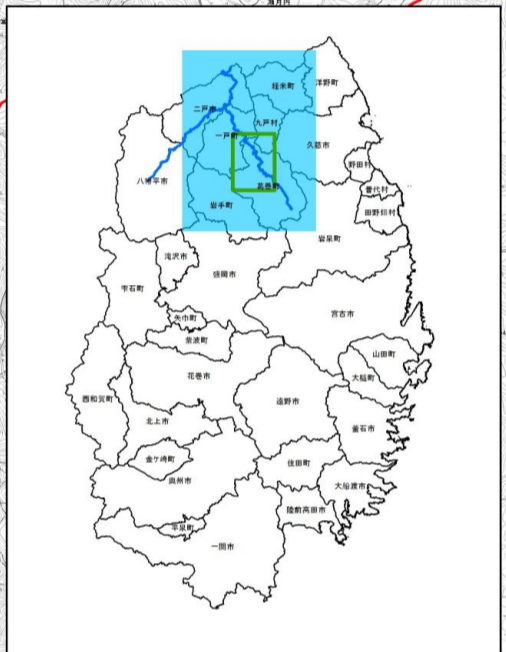 洋野町
軽米町
二戸市
九戸村
一戸町
久慈市
野田村
八幡平市
葛巻町
普代村
岩手町
田野畑村
岩泉町
滝沢市
盛岡市
雫石町
宮古市
矢巾町
紫波町
山田町
花巻市
大槌町
西和賀町
遠野市
北上市
釜石市
金ケ崎町
住田町
奥州市
大船渡市
陸前高田市
平泉町
一関市